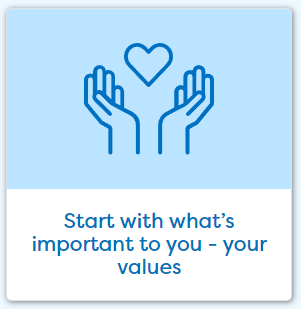 Start with what’s
important to you - your
values